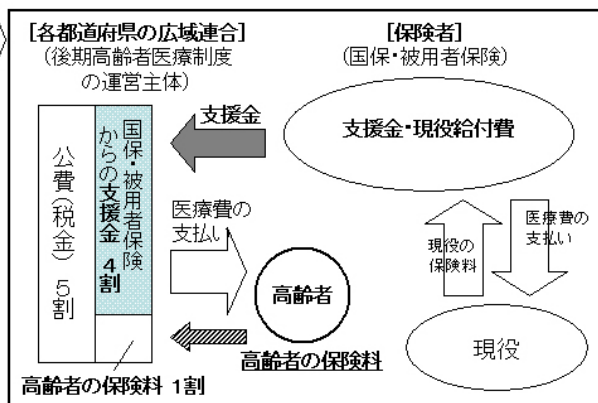 [各都道府県の広域連合]
(後期高齢者医療制度
の運営主体)
[保険者]
(国保・被用者保険)
支援金
支援金・現役給付費
公費(税金) 5割
国保・被用者保険
からの支援金 4割
医療費の
支払い
高齢者
高齢者の保険料
高齢者の保険料 1割
現役の
保険料
医療費の
支払い
現役